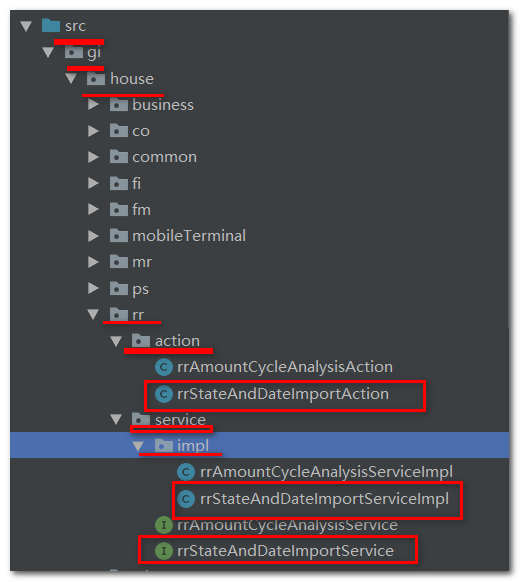 src
gi
house
business
co
common
fi
fm
mobileTerminal
mr
ps
rr
action
rrAmountCycleAnalysisAction
rrStateAndDateImportAction
service
impl
rrAmountCycleAnalysisServiceImpl
rrStateAndDateImportServiceImpl
rrAmountCycleAnalysisService
rrStateAndDateImportService